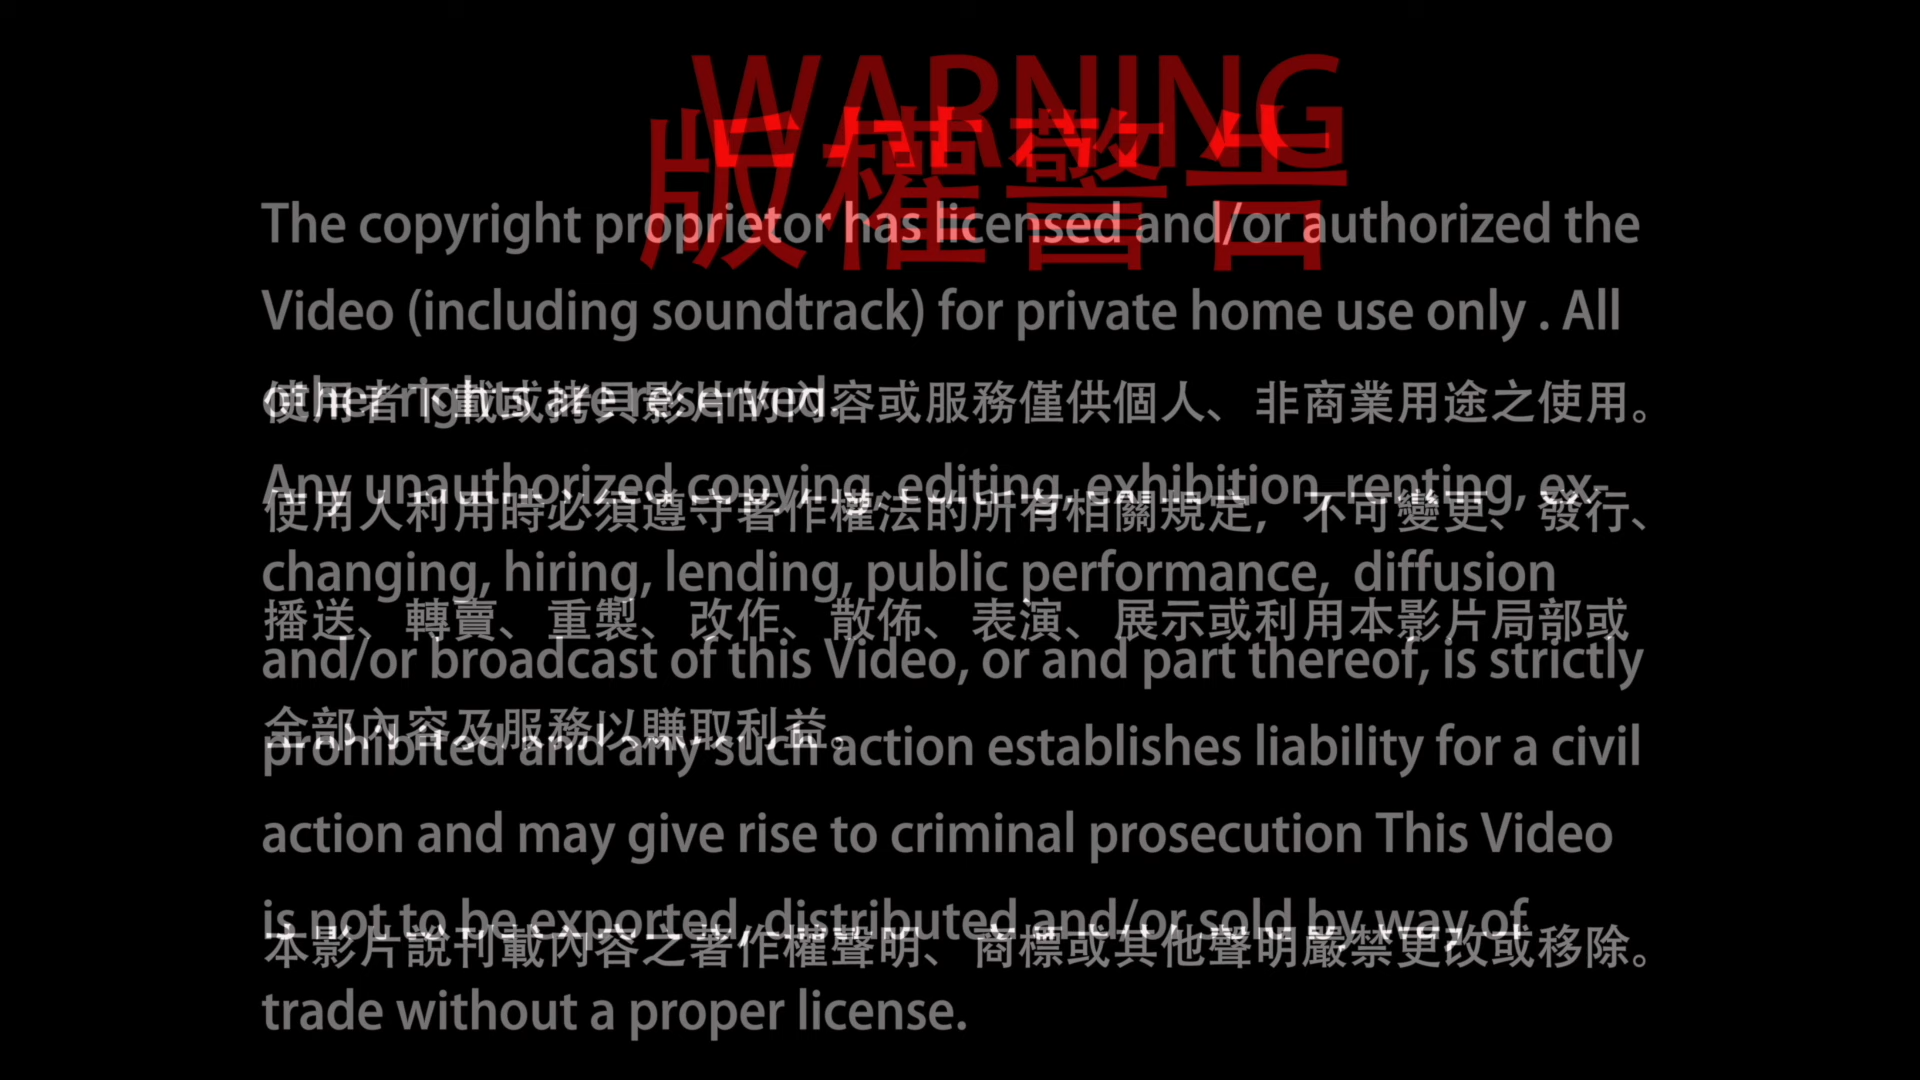 WARNING
版權警告
The copyright proprietor has licensed and/or authorized the
Video (including soundtrack) for private home use only . All
other rights are reserved.
使用者下載或拷貝影片的內容或服務僅供個人、非商業用途之使用。
Any unauthorized copying, editing, exhibition, renting, ex-
使用人利用時必須遵守著作權法的所有相關規定，不可變更、發行、
changing, hiring, lending, public performance, diffusion
播送、轉賣、重製、改作、散佈、表演、展示或利用本影片局部或
and/or broadcast of this Video, or and part thereof, is strictly
全部內容及服務以賺取利益。
prohibited and any such action establishes liability for a civil
action and may give rise to criminal prosecution This Video
is not to be exported, distributed and/or sold by way of
本影片說刊載內容之著作權聲明、商標或其他聲明嚴禁更改或移除。
trade without a proper license.